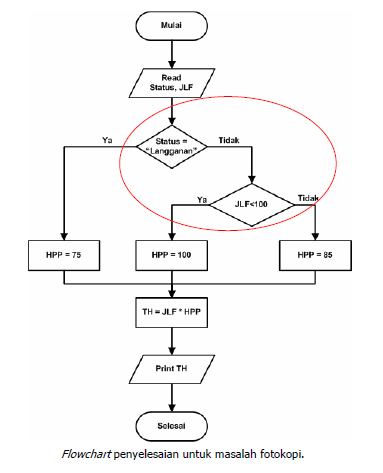 Mulai
Read
Status, JLF
Status =
"Langganan"
Ya
Tidak
JLF<100
Ya
Tidak
HPP = 75
HPP = 100
HPP = 85
TH = JLF * HPP
Print TH
Selesai
Flowchart penyelesaian untuk masalah fotokopi.